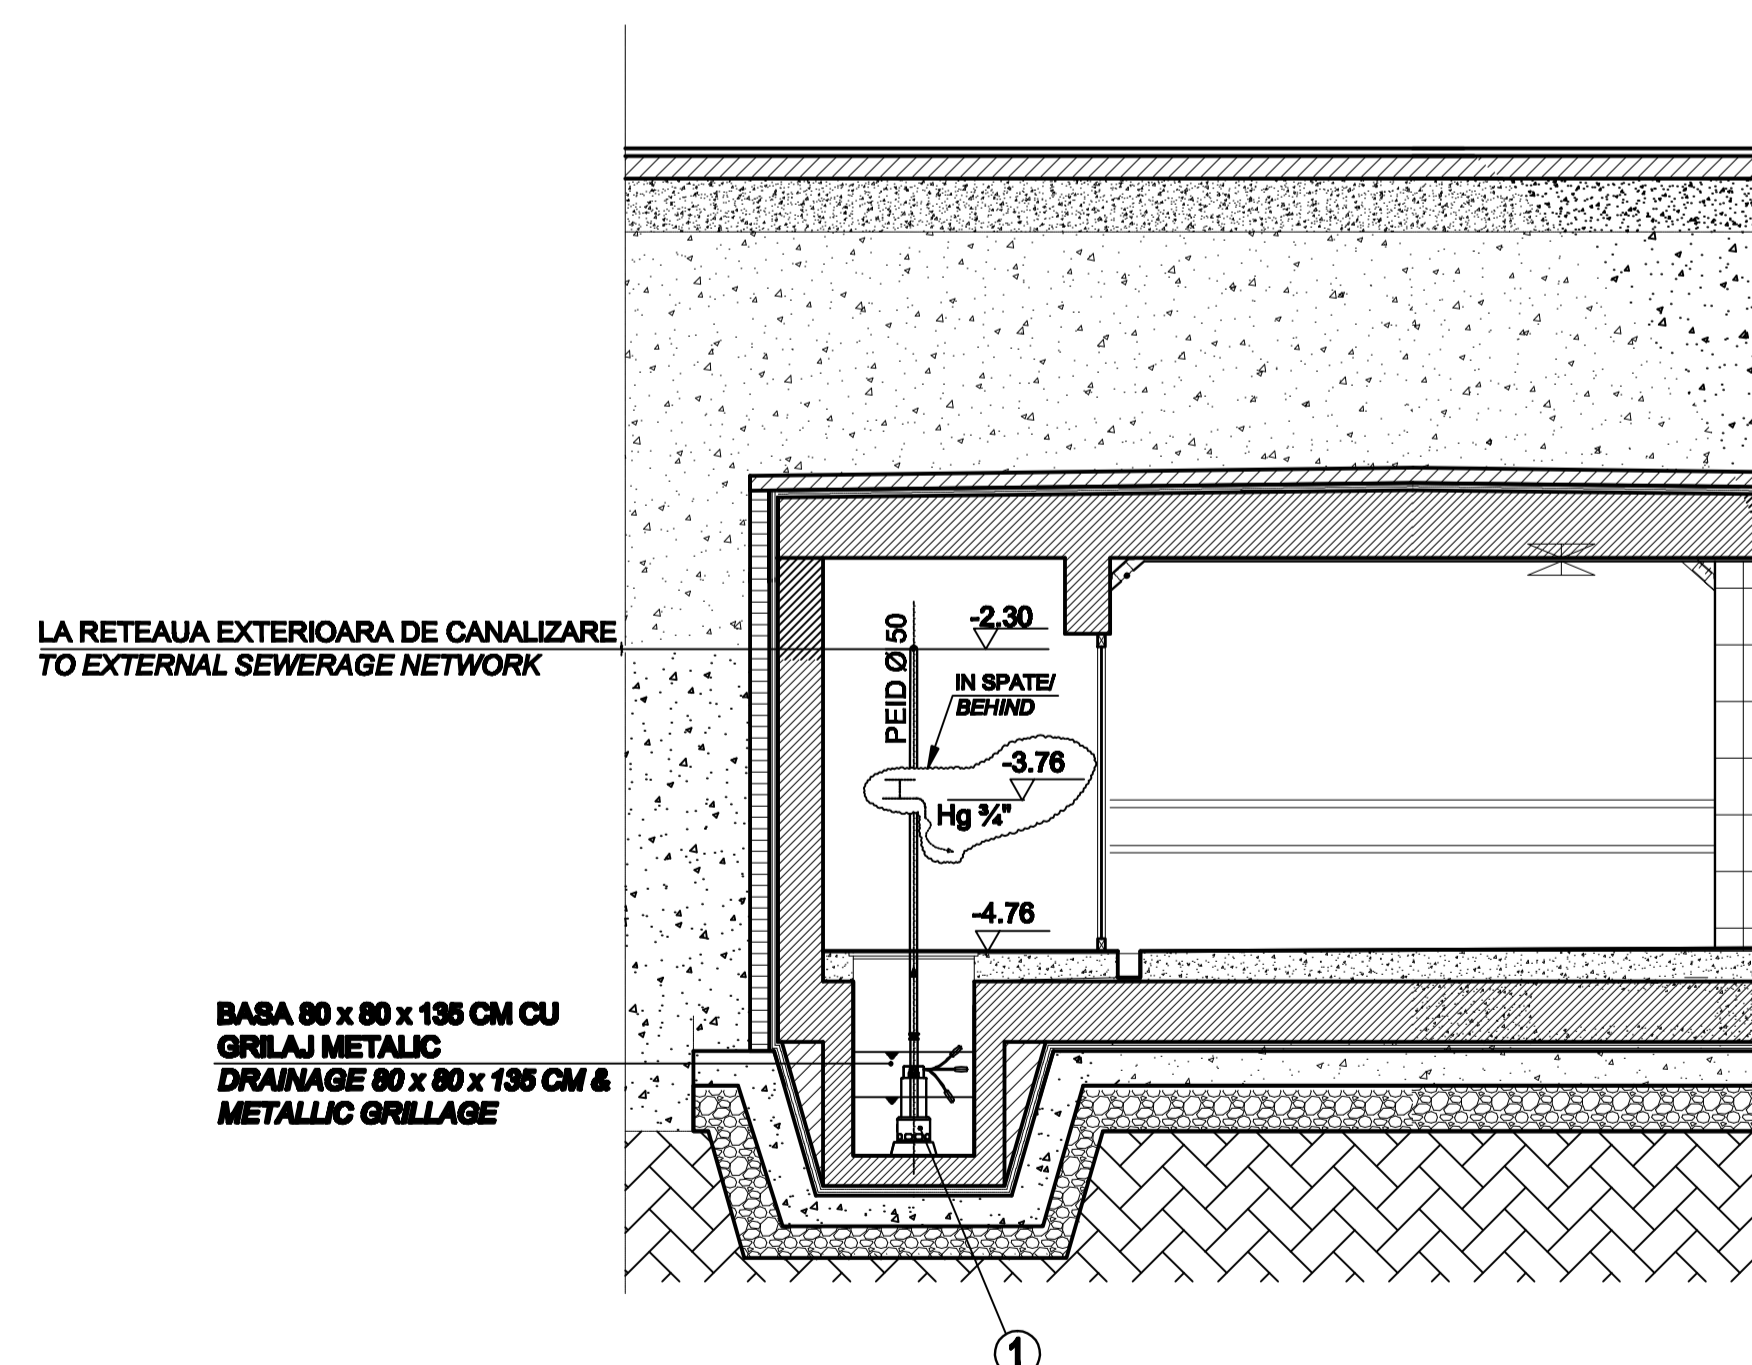 LA RETEAUA EXTERIOARA DE CANALIZARE
TO EXTERNAL SEWERAGE NETWORK
PEID Ø 50
-2.30
IN SPATE/
BEHIND
-3.76
Hg ¾"
-4.76
BASA 80 x 80 x 135 CM CU
GRILAJ METALIC
DRAINAGE 80 x 80 x 135 CM &
METALLIC GRILLAGE
1